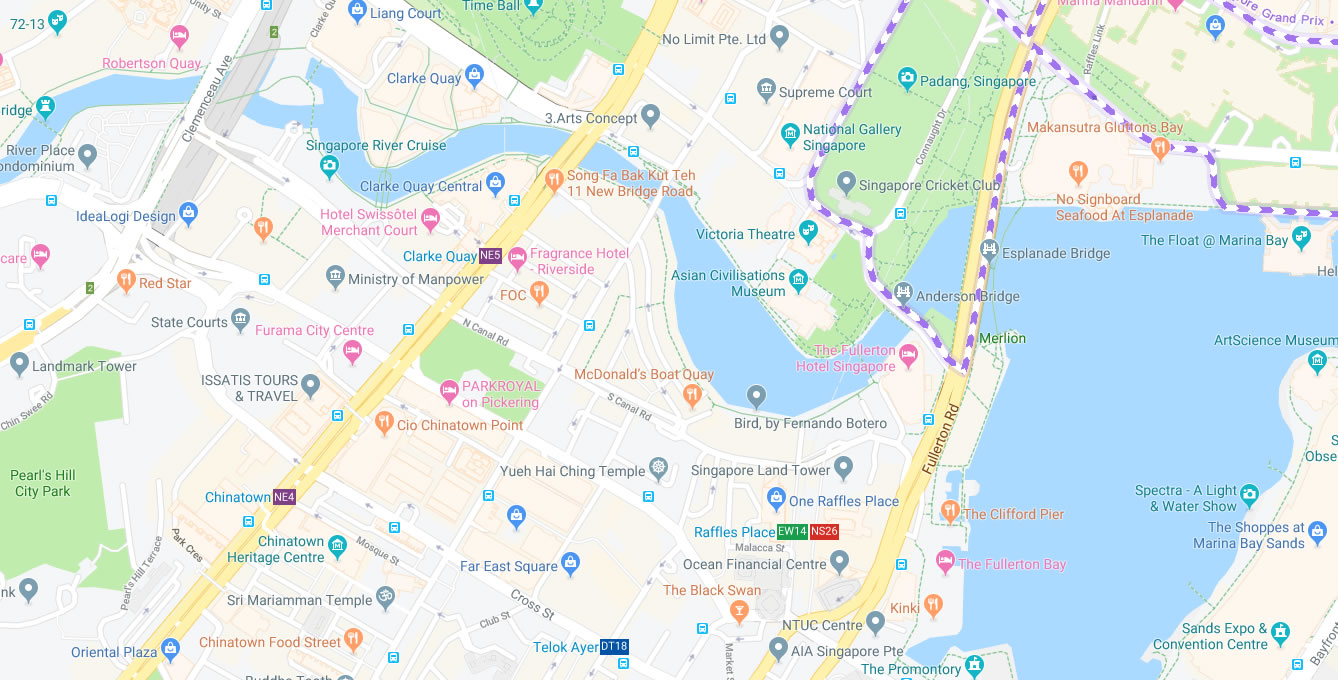 Time Ball
Liang Court
72-13
Robertson Quay
2
Clarke Quay
No Limit Pte. Ltd
Supreme Court
Padang, Singapore
Raffles Link
ore Grand Prix
Clemenceau Ave
ridge
River Place
ondominium
Singapore River Cruise
3.Arts Concept
National Gallery
Singapore
Connaught Dr
Makansutra Gluttons Bay
Clarke Quay Central
Song Fa Bak Kut Teh
11 New Bridge Road
Singapore Cricket Club
No Signboard
Seafood At Esplanade
IdeaLogi Design
Hotel Swissôtel
Merchant Court
Victoria Theatre
The Float @ Marina Bay
care
Clarke Quay NE5
Fragrance Hotel
- Riverside
Esplanade Bridge
Hel
Red Star
Ministry of Manpower
Asian Civilisations
Museum
2
FOC
Anderson Bridge
State Courts
Furama City Centre
N Canal Rd
Merlion
ArtScience Museum
Landmark Tower
The Fullerton
Hotel Singapore
ISSATIS TOURS
& TRAVEL
PARKROYAL
on Pickering
McDonald's Boat Quay
Chin Swee Rd
S Canal Rd
Cio Chinatown Point
Bird, by Fernando Botero
Fullerton Rd
Pearl's Hill
City Park
Yueh Hai Ching Temple
Singapore Land Tower
S
Obse
Chinatown NE4
One Raffles Place
Spectra - A Light
& Water Show
The Clifford Pier
Raffles Place EW14 NS26
The Shoppes at
Marina Bay Sands
Park Cres
Chinatown
Heritage Centre
Mosque St
Malacca St
Far East Square
Ocean Financial Centre
The Fullerton Bay
Pearl's Hill Terrace
nk
Sri Mariamman Temple
Cross St
The Black Swan
Kinki
Club St
NTUC Centre
Chinatown Food Street
Sands Expo &
Convention Centre
Oriental Plaza
Telok Ayer DT18
Market S
AIA Singapore Pte
The Promontory
Bayfront